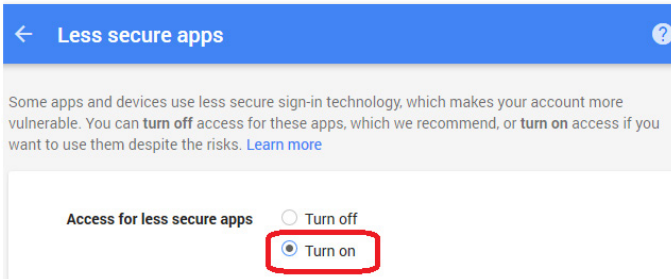 Less secure apps
Some apps and devices use less secure sign-in technology, which makes your account more
vulnerable. You can turn off access for these apps, which we recommend, or turn on access if you
want to use them despite the risks. Learn more
Access for less secure apps
Turn off
Turn on